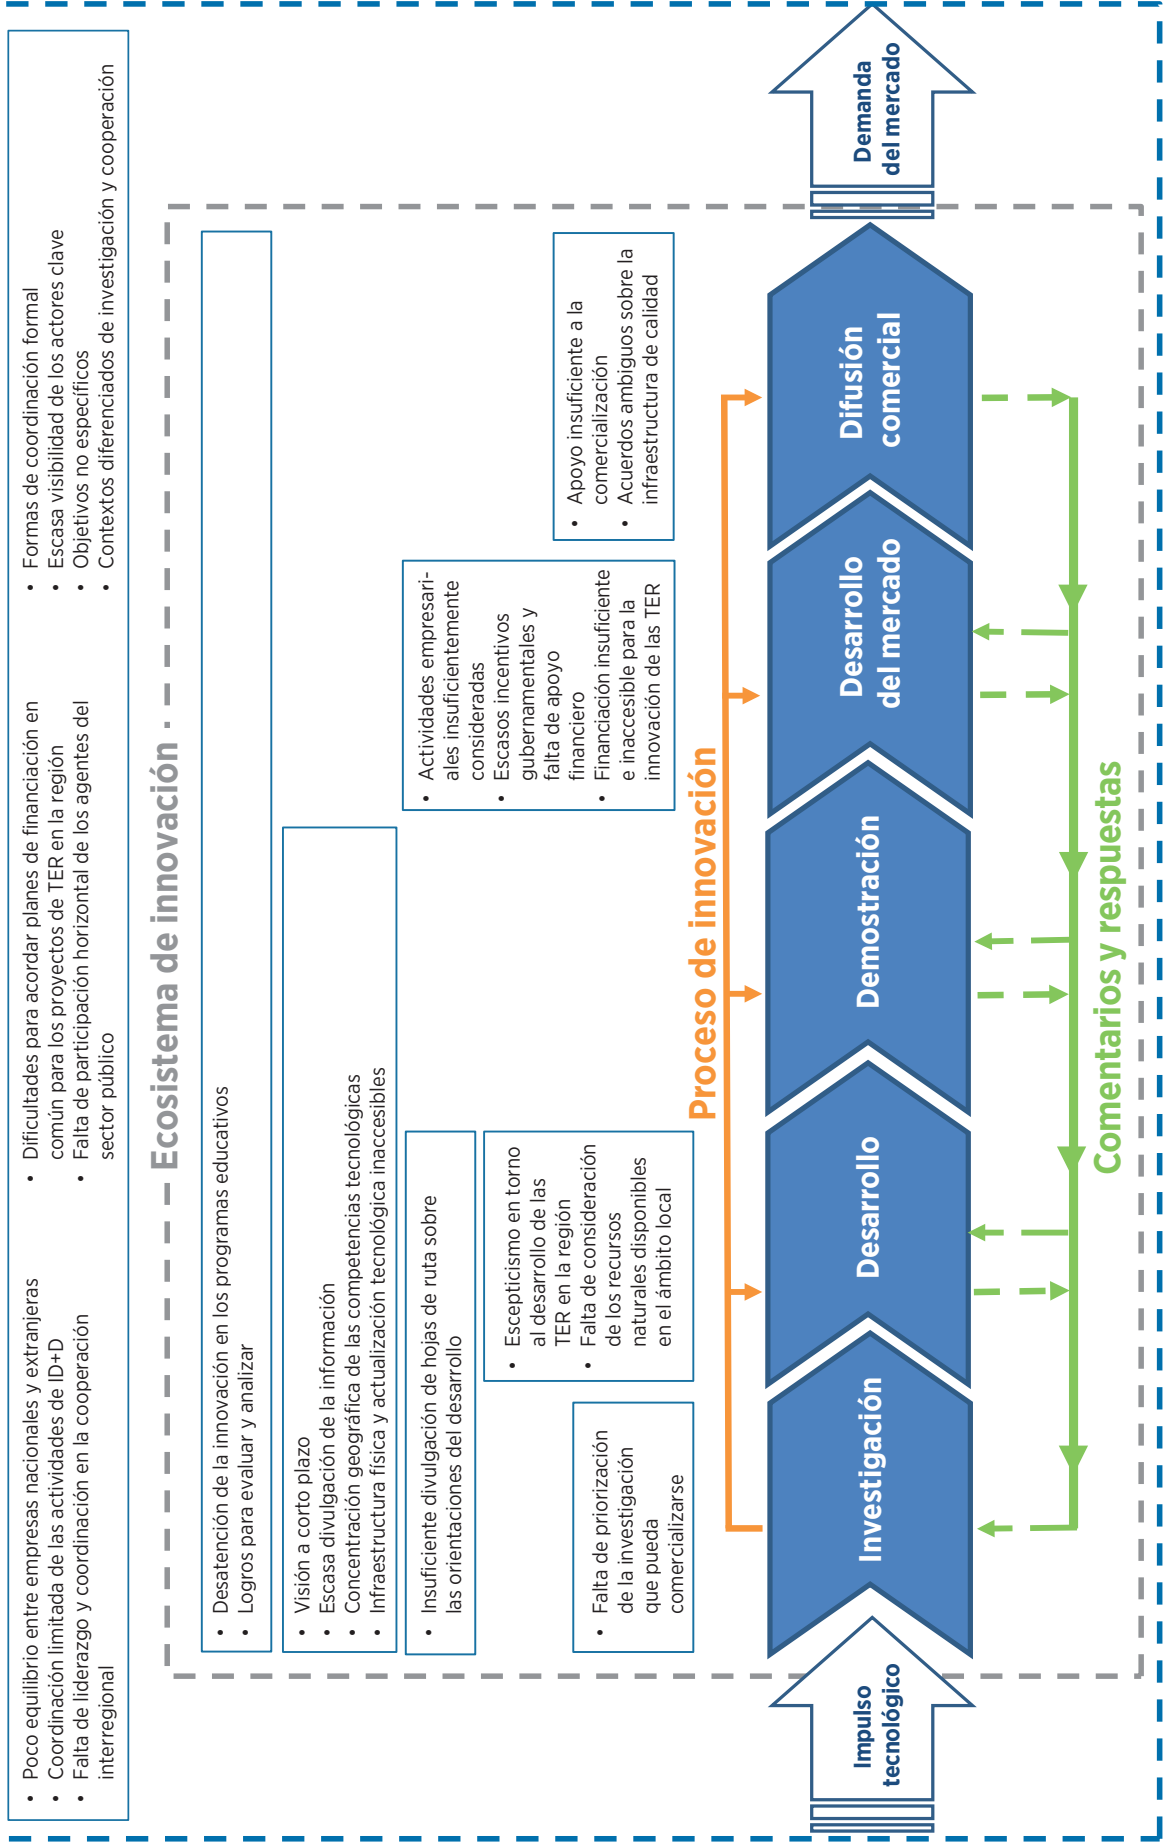 • Poco equilibrio entre empresas nacionales y extranjeras
• Coordinación limitada de las actividades de ID+D
• Falta de liderazgo y coordinación en la cooperación
interregional
• Dificultades para acordar planes de financiación en
común para los proyectos de TER en la región
• Falta de participación horizontal de los agentes del
sector público
• Formas de coordinación formal
• Escasa visibilidad de los actores clave
• Objetivos no específicos
• Contextos diferenciados de investigación y cooperación
Ecosistema de innovación
• Desatención de la innovación en los programas educativos
• Logros para evaluar y analizar
• Visión a corto plazo
• Escasa divulgación de la información
• Concentración geográfica de las competencias tecnológicas
• Infraestructura física y actualización tecnológica inaccesibles
• Insuficiente divulgación de hojas de ruta sobre
las orientaciones del desarrollo
• Falta de priorización
de la investigación
que pueda
comercializarse
• Escepticismo en torno
al desarrollo de las
TER en la región
• Falta de consideración
de los recursos
naturales disponibles
en el ámbito local
• Actividades empresari-
ales insuficientemente
consideradas
• Escasos incentivos
gubernamentales y
falta de apoyo
financiero
• Financiación insuficiente
e inaccesible para la
innovación de las TER
• Apoyo insuficiente a la
comercialización
• Acuerdos ambiguos sobre la
infraestructura de calidad
Proceso de innovación
Impulso
tecnológico
Investigación
Desarrollo
Demostración
Desarrollo
del mercado
Difusión
comercial
Demanda
del mercado
Comentarios y respuestas